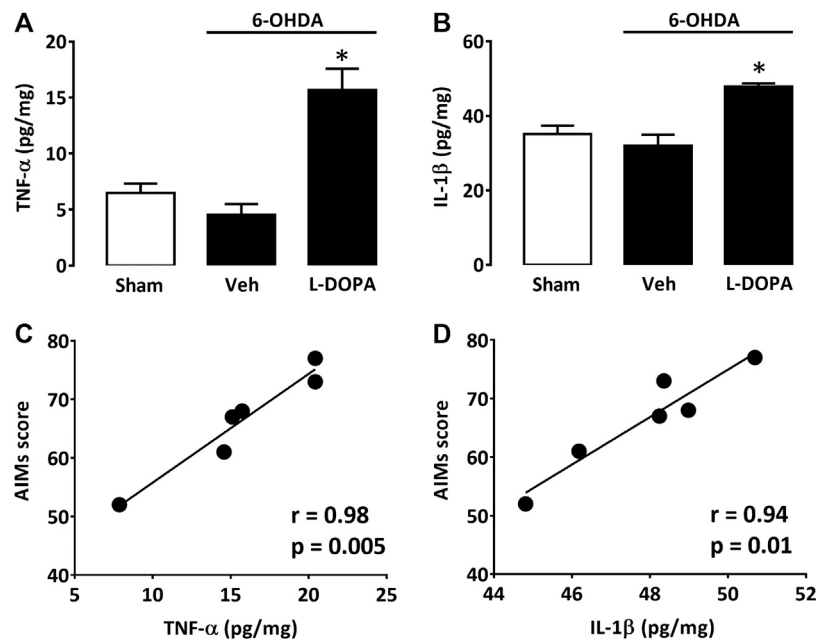 A
6-OHDA
TNF-α (pg/mg)
20
15
10
5
0
*
Sham
Veh
L-DOPA
B
6-OHDA
IL-1β (pg/mg)
60
40
20
0
*
Sham
Veh
L-DOPA
C
AIMs score
80
70
60
50
40
r = 0.98
p = 0.005
5
10
15
20
25
TNF-α (pg/mg)
D
AIMs score
80
70
60
50
40
r = 0.94
p = 0.01
44
46
48
50
52
IL-1β (pg/mg)